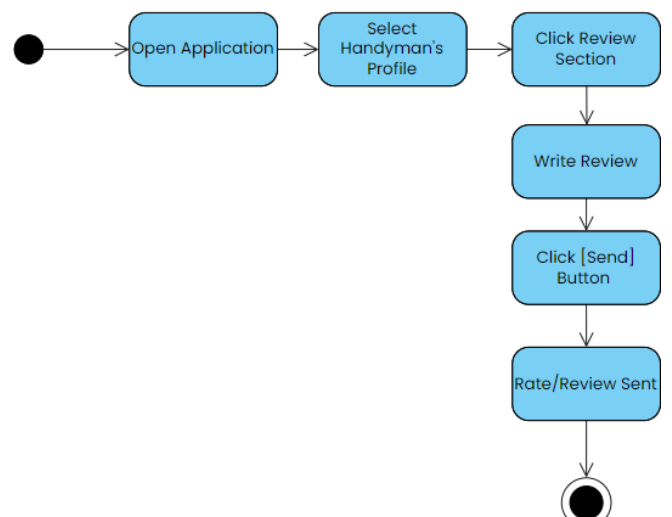 Open Application
Select
Handyman's
Profile
Click Review
Section
Write Review
Click [Send]
Button
Rate/Review Sent